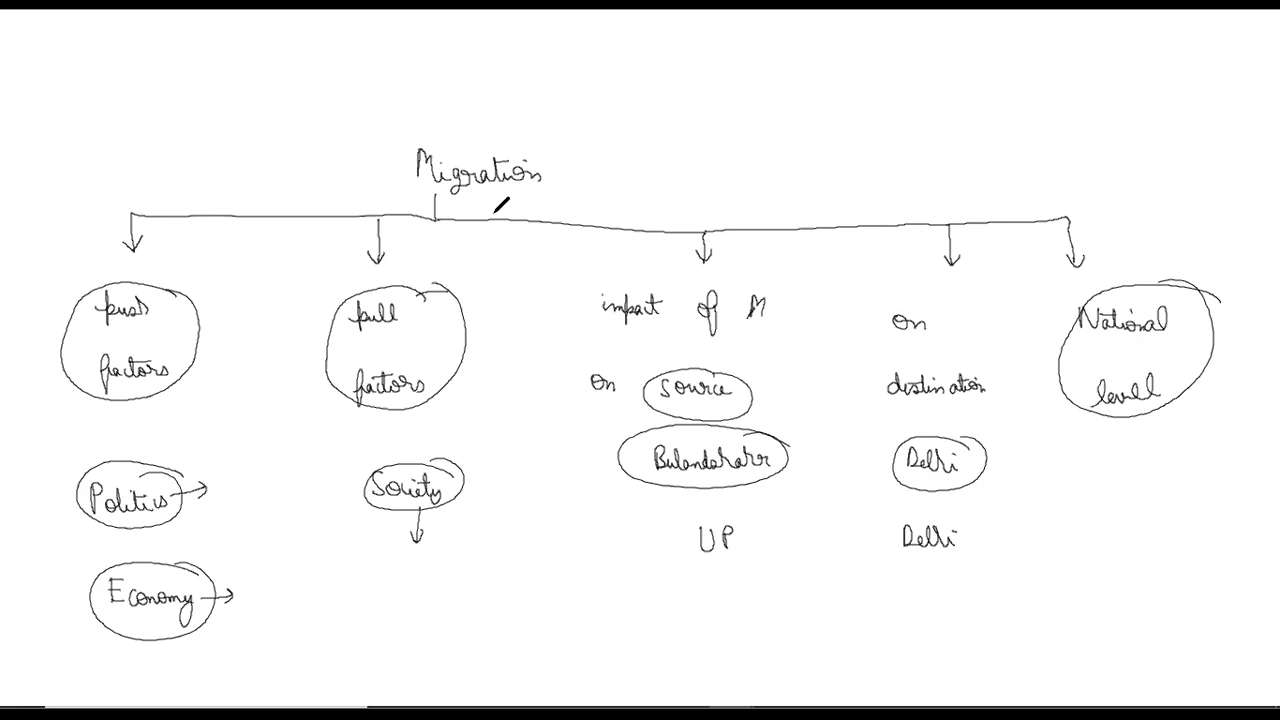 Migration
push
factors
Politics
Economy
pull
factors
Society
impact of M
on source
Bulandshahr
UP
on
destination
Delhi
Delhi
National
level